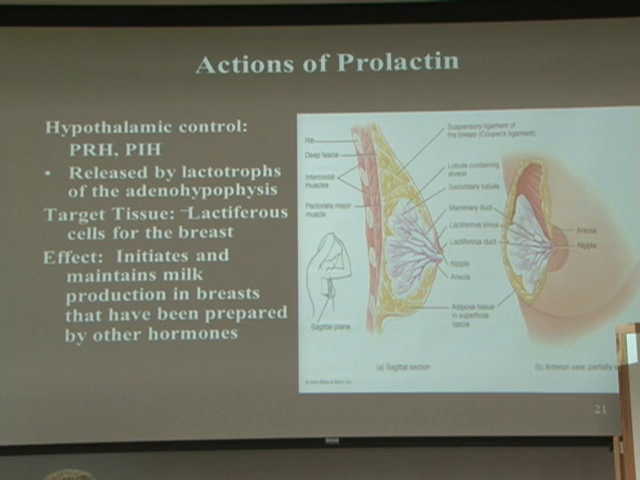 Actions of Prolactin
Hypothalamic control:
PRH, PIH
• Released by lactotrophs
of the adenohypophysis
Target Tissue: Lactiferous
cells for the breast
Effect: Initiates and
maintains milk
production in breasts
that have been prepared
by other hormones
Rib
Deep fascia
Intercostal
muscles
Pectoralis major
muscle
Sagittal plane
Suspensory ligament of
the breast (Cooper's ligament)
Lobule containing
alveoli
Secondary tubule
Mammary duct
Lactiferous sinus
Lactiferous duct
Nipple
Areola
Adipose tissue
in superficial
fascia
Areola
Nipple
(a) Sagittal section
(b) Anterior view, partially
21